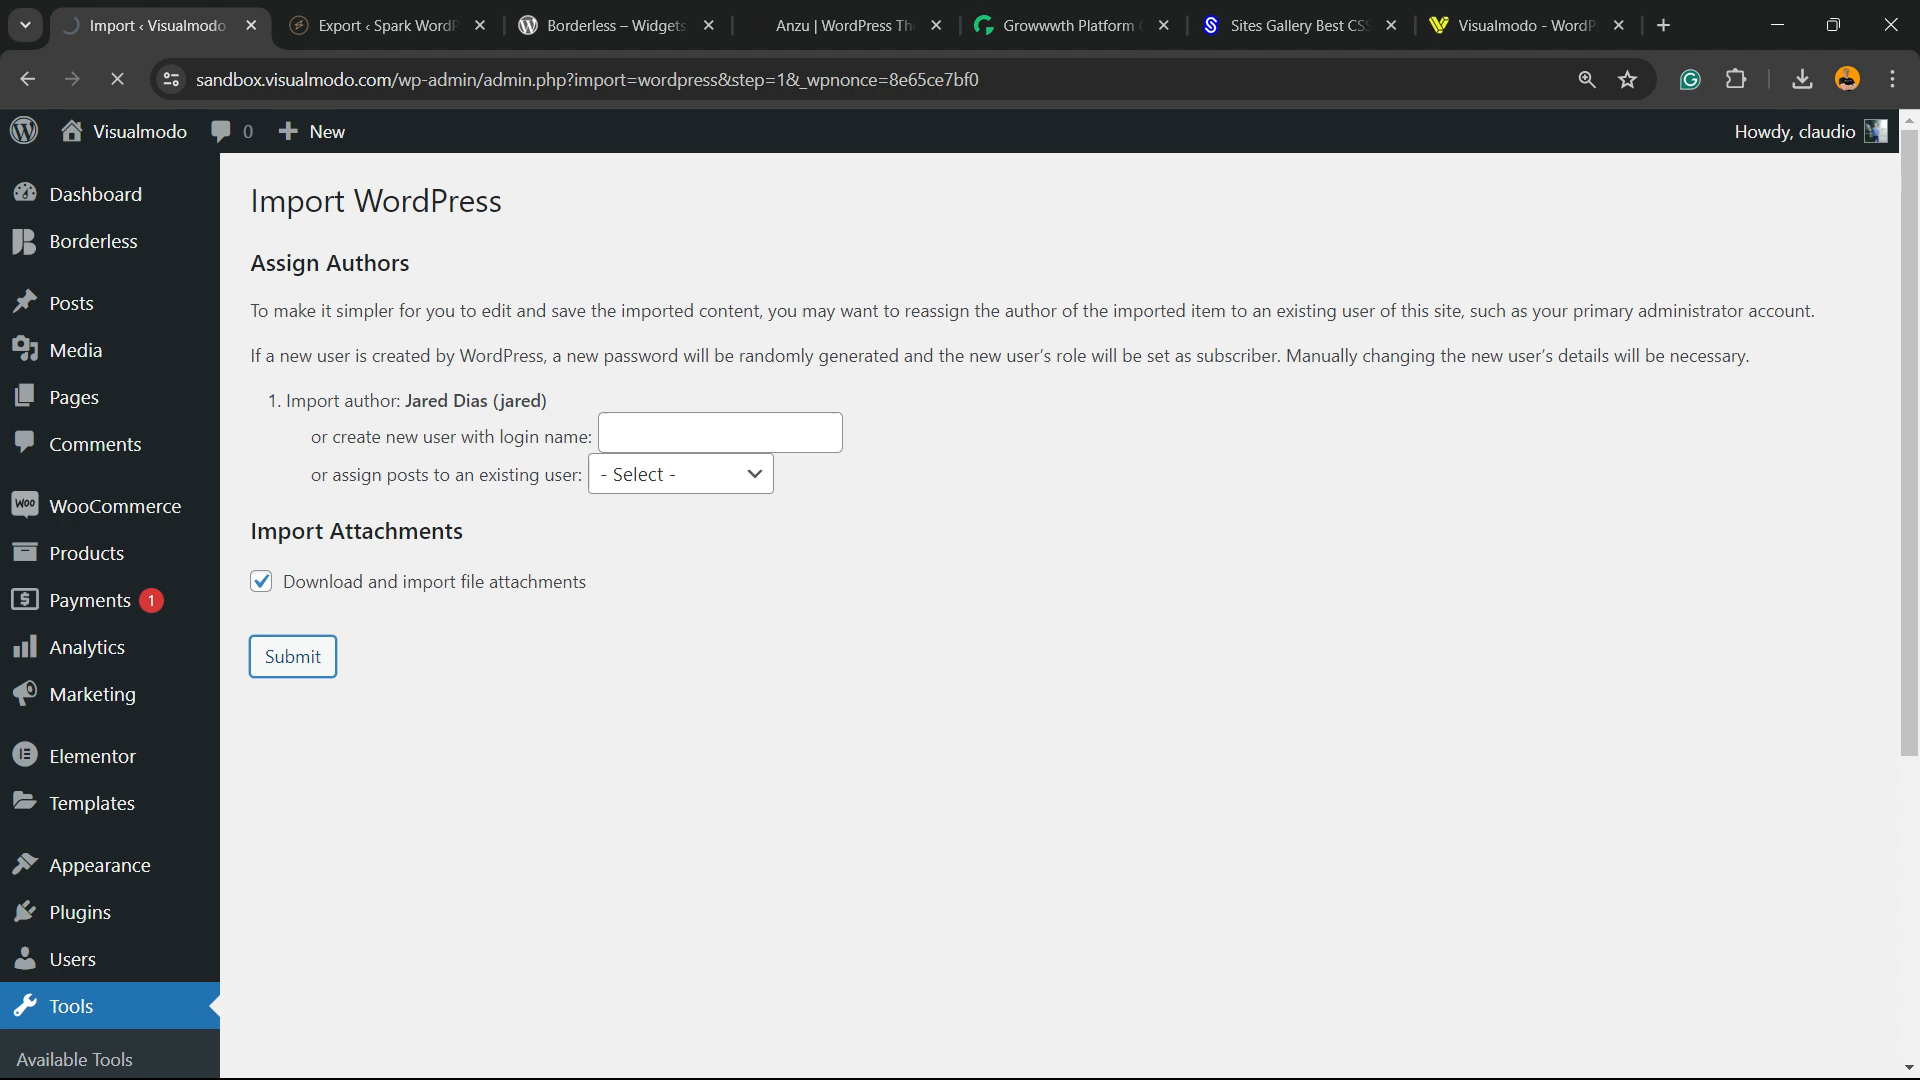 Import ‹ Visualmodo
Export ‹ Spark WordP
Borderless – Widgets
Anzu | WordPress Th
Growwwth Platform
Sites Gallery Best CSS
Visualmodo - WordP
sandbox.visualmodo.com/wp-admin/admin.php?import=wordpress&step=1&_wpnonce=8e65ce7bf0
Visualmodo
0
New
Howdy, claudio
Dashboard
Borderless
Posts
Media
Pages
Comments
Woo
WooCommerce
Products
Payments 1
Analytics
Marketing
Elementor
Templates
Appearance
Plugins
Users
Tools
Available Tools
Import WordPress
Assign Authors
To make it simpler for you to edit and save the imported content, you may want to reassign the author of the imported item to an existing user of this site, such as your primary administrator account.
If a new user is created by WordPress, a new password will be randomly generated and the new user's role will be set as subscriber. Manually changing the new user's details will be necessary.
1. Import author: Jared Dias (jared)
or create new user with login name:
or assign posts to an existing user: - Select -
Import Attachments
Download and import file attachments
Submit